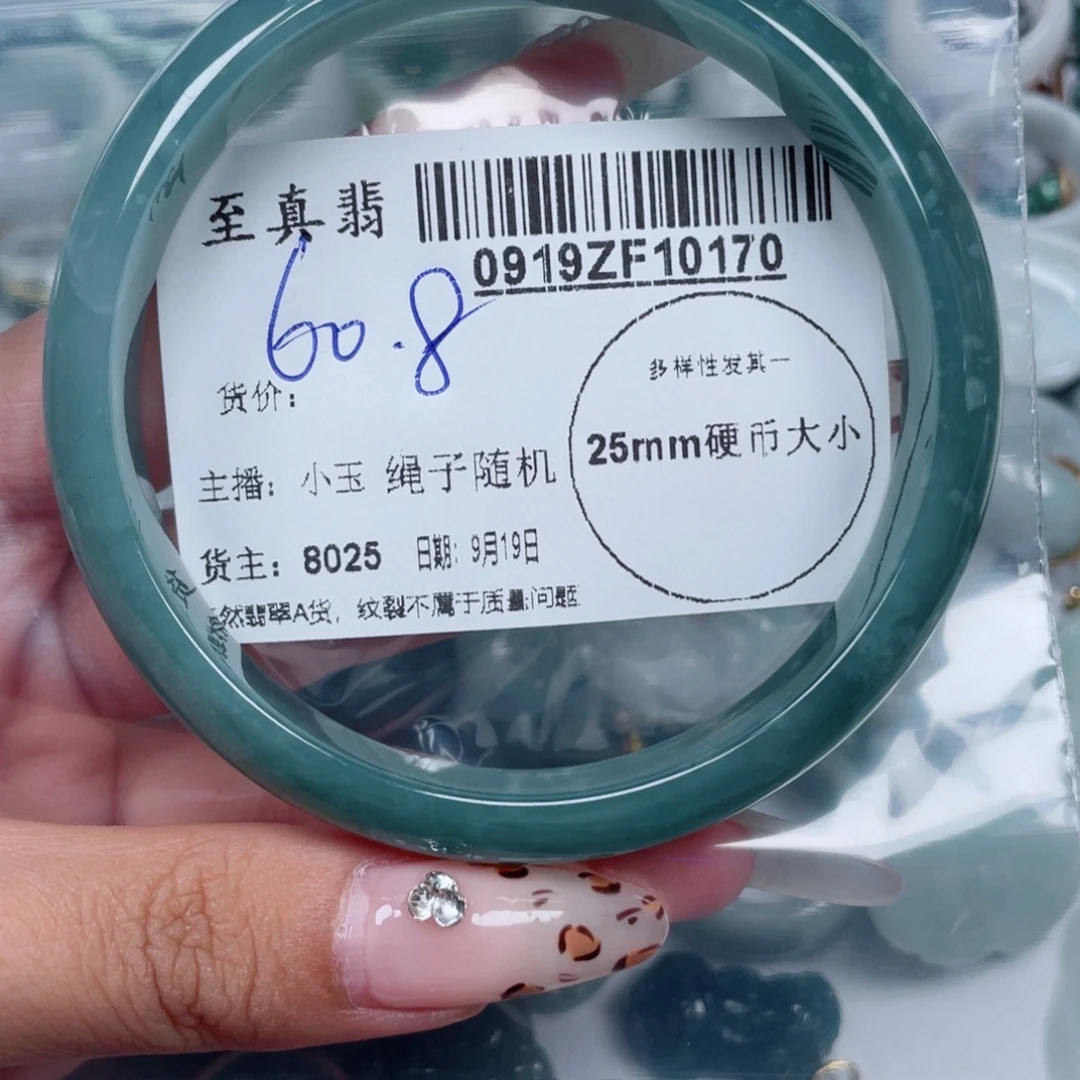 至真翡
0919ZF10170
60.8
货价:
多样性发其一
25mm硬币大小
主播: 小玉 绳子随机
货主: 8025 日期: 9月19日
然翡翠A货, 纹裂不属于质量问题